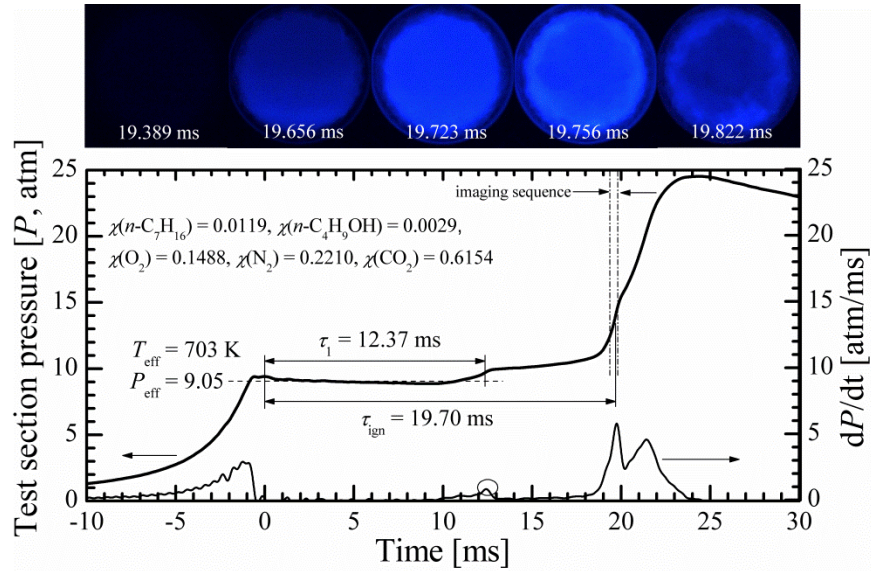 19.389 ms 19.656 ms 19.723 ms 19.756 ms 19.822 ms
imaging sequence
χ(n-C₇H₁₆) = 0.0119, χ(n-C₄H₉OH) = 0.0029,
χ(O₂) = 0.1488, χ(N₂) = 0.2210, χ(CO₂) = 0.6154
τ₁ = 12.37 ms
T_eff = 703 K
P_eff = 9.05
τ_ign = 19.70 ms
Test section pressure [P, atm]
25
20
15
10
5
0
dP/dt [atm/ms]
25
20
15
10
5
0
-10 -5 0 5 10 15 20 25 30
Time [ms]